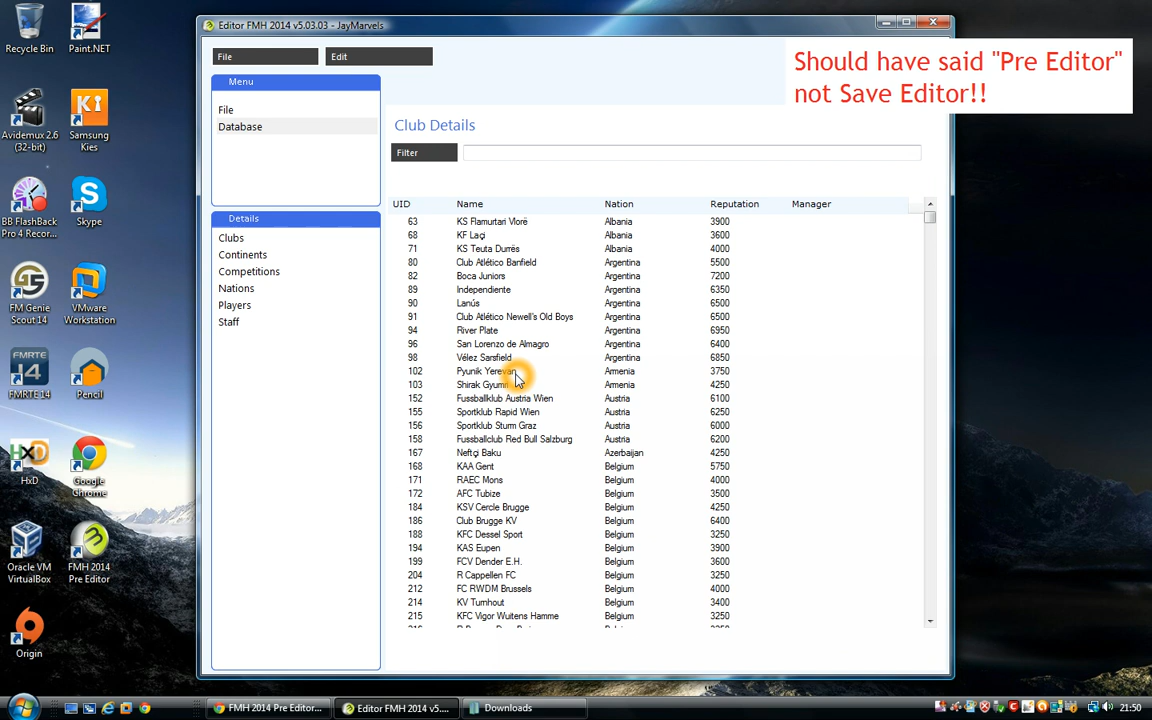 Recycle Bin
Paint.NET
Avidemux 2.6
(32-bit)
Samsung
Kies
BB FlashBack
Pro 4 Recor...
Skype
FM Genie
Scout 14
VMware
Workstation
FMRTE 14
Pencil
HxD
Google
Chrome
Oracle VM
VirtualBox
FMH 2014
Pre Editor
Origin
Editor FMH 2014 v5.03.03 - JayMarvels
Should have said "Pre Editor"
not Save Editor!!
File Edit
Menu
File
Database
Details
Clubs
Continents
Competitions
Nations
Players
Staff
Club Details
Filter
UID Name Nation Reputation Manager
63 KS Flamurtari Vlorë Albania 3900
68 KF Laçi Albania 3600
71 KS Teuta Durrës Albania 4000
80 Club Atlético Banfield Argentina 5500
82 Boca Juniors Argentina 7200
89 Independiente Argentina 6350
90 Lanús Argentina 6500
91 Club Atlético Newell's Old Boys Argentina 6500
94 River Plate Argentina 6950
96 San Lorenzo de Almagro Argentina 6400
98 Vélez Sarsfield Argentina 6850
102 Pyunik Yerevan Armenia 3750
103 Shirak Gyumri Armenia 4250
152 Fussballklub Austria Wien Austria 6100
155 Sportklub Rapid Wien Austria 6250
156 Sportklub Sturm Graz Austria 6000
158 Fussballclub Red Bull Salzburg Austria 6200
167 Neftçi Baku Azerbaijan 4250
168 KAA Gent Belgium 5750
171 RAEC Mons Belgium 4000
172 AFC Tubize Belgium 3500
184 KSV Cercle Brugge Belgium 4250
186 Club Brugge KV Belgium 6400
188 KFC Dessel Sport Belgium 3250
194 KAS Eupen Belgium 3900
199 FCV Dender E.H. Belgium 3600
204 R Cappellen FC Belgium 3250
212 FC RWDM Brussels Belgium 4000
214 KV Turnhout Belgium 3400
215 KFC Vigor Wuitens Hamme Belgium 3250
FMH 2014 Pre Editor...
Editor FMH 2014 v5....
Downloads
21:50